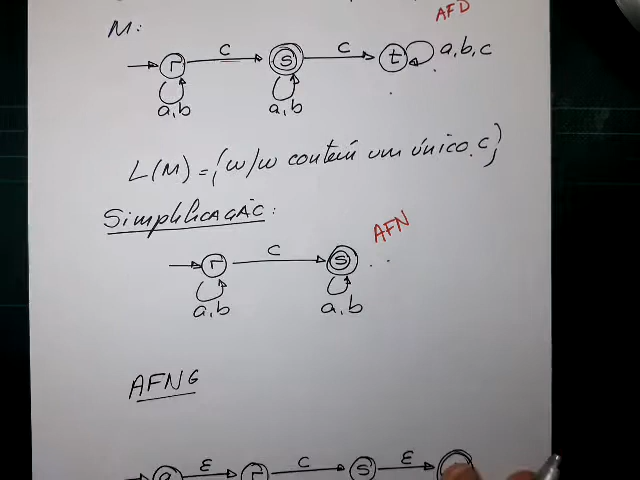 AFD
M:
r c s c t a,b,c
a,b a,b
L(M) = {w/w contém um único c}
Simplificação:
AFN
r c s
a,b a,b
AFNG
q ε r c s ε